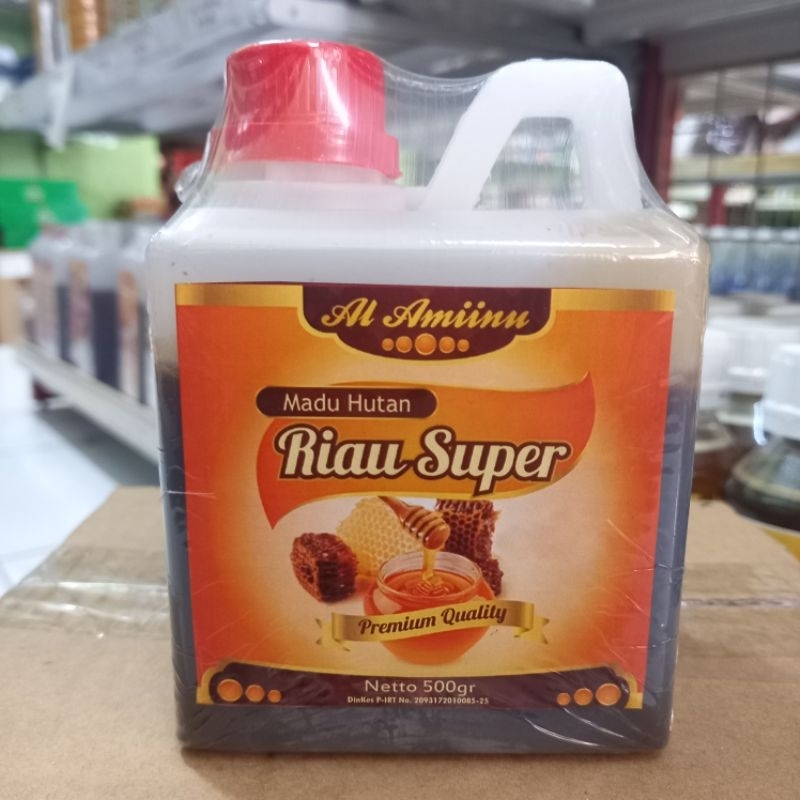 Al Amiinu
Madu Hutan
Riau Super
Premium Quality
Netto 500gr
DinKes P-IRT No. 2093172010085-25